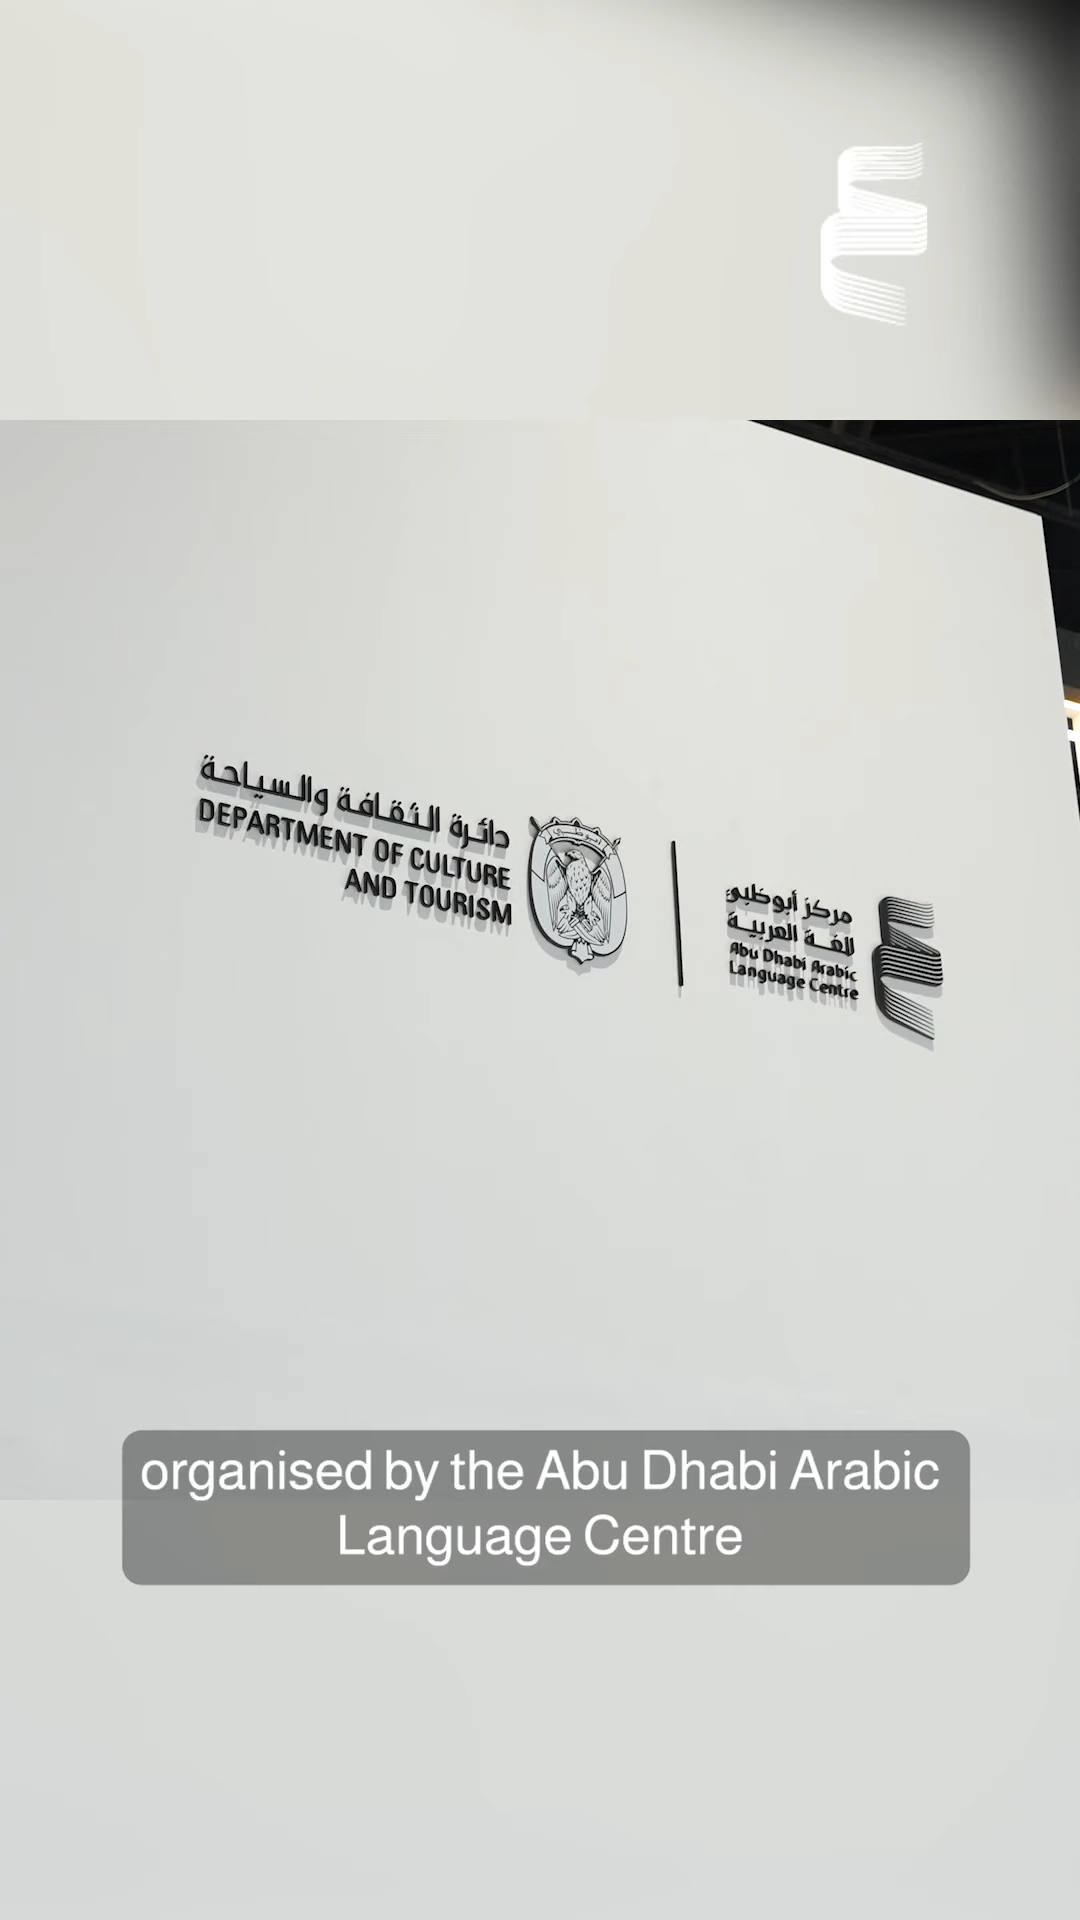 دائرة الثقافة والسياحة
DEPARTMENT OF CULTURE
AND TOURISM
مركز أبوظبي
للغة العربية
Abu Dhabi Arabic
Language Centre
organised by the Abu Dhabi Arabic
Language Centre